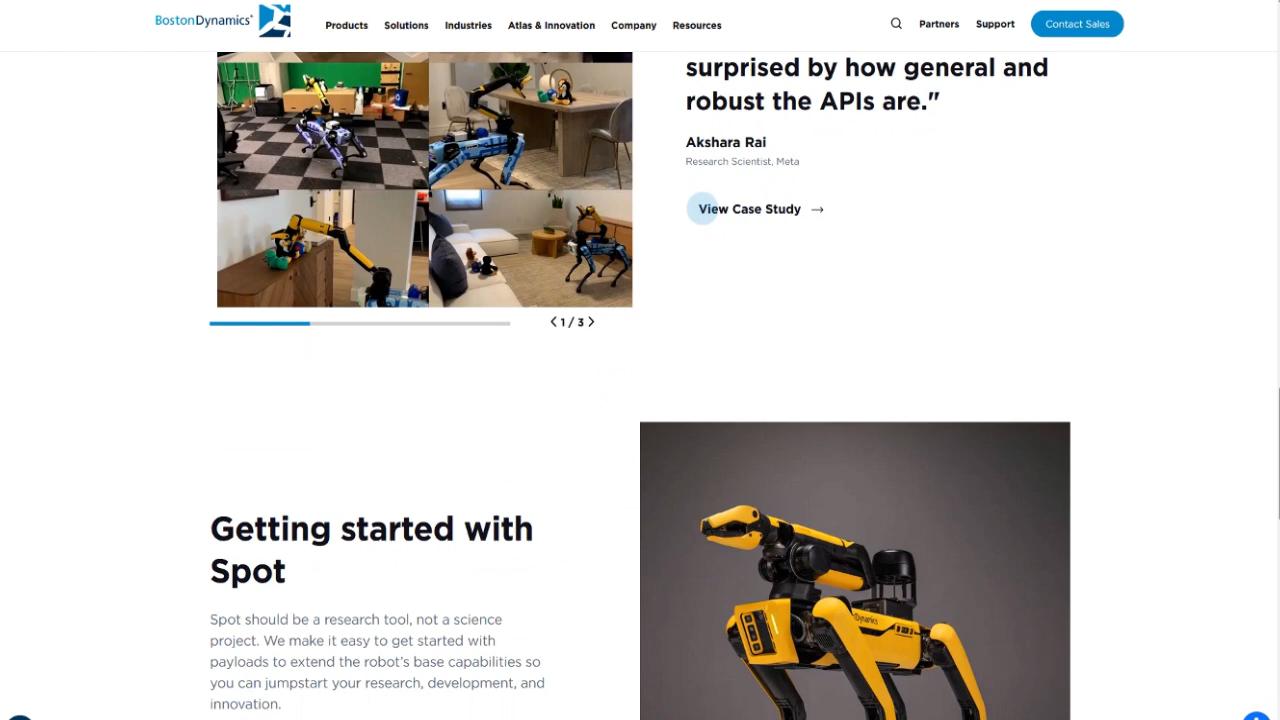 BostonDynamics®
Products Solutions Industries Atlas & Innovation Company Resources
Partners Support Contact Sales
surprised by how general and
robust the APIs are."
Akshara Rai
Research Scientist, Meta
View Case Study →
1 / 3
Getting started with
Spot
Spot should be a research tool, not a science
project. We make it easy to get started with
payloads to extend the robot's base capabilities so
you can jumpstart your research, development, and
innovation.